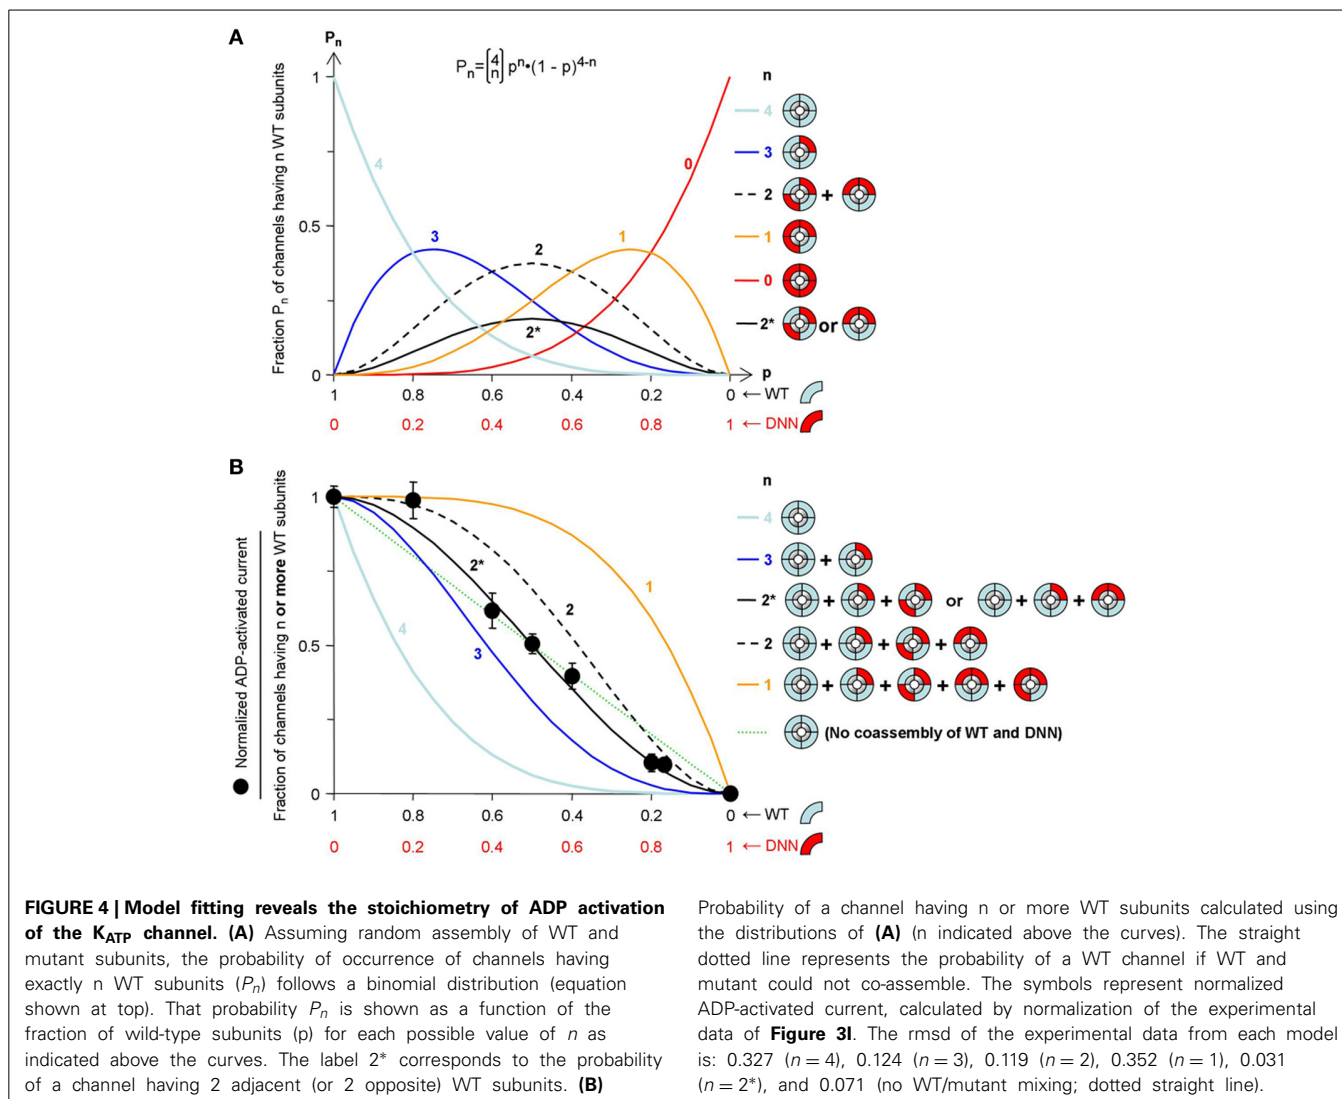 A
P_n
P_n = [4 n] p^n•(1 - p)^4-n
n
Fraction P_n of channels having n WT subunits
1
0.5
0
4
3
2
2*
1
0
4
3
2 +
1
0
2* or
p
1 0.8 0.6 0.4 0.2 0 ← WT
0 0.2 0.4 0.6 0.8 1 ← DNN
B
Normalized ADP-activated current
Fraction of channels having n or more WT subunits
1
0.5
0
4
3
2*
2
1
n
4
3 +
2* + + or + +
2 + + +
1 + + + +
(No coassembly of WT and DNN)
1 0.8 0.6 0.4 0.2 0 ← WT
0 0.2 0.4 0.6 0.8 1 ← DNN
FIGURE 4 | Model fitting reveals the stoichiometry of ADP activation
of the K_ATP channel. (A) Assuming random assembly of WT and
mutant subunits, the probability of occurrence of channels having
exactly n WT subunits (P_n) follows a binomial distribution (equation
shown at top). That probability P_n is shown as a function of the
fraction of wild-type subunits (p) for each possible value of n as
indicated above the curves. The label 2* corresponds to the probability
of a channel having 2 adjacent (or 2 opposite) WT subunits. (B)
Probability of a channel having n or more WT subunits calculated using
the distributions of (A) (n indicated above the curves). The straight
dotted line represents the probability of a WT channel if WT and
mutant could not co-assemble. The symbols represent normalized
ADP-activated current, calculated by normalization of the experimental
data of Figure 3I. The rmsd of the experimental data from each model
is: 0.327 (n = 4), 0.124 (n = 3), 0.119 (n = 2), 0.352 (n = 1), 0.031
(n = 2*), and 0.071 (no WT/mutant mixing; dotted straight line).